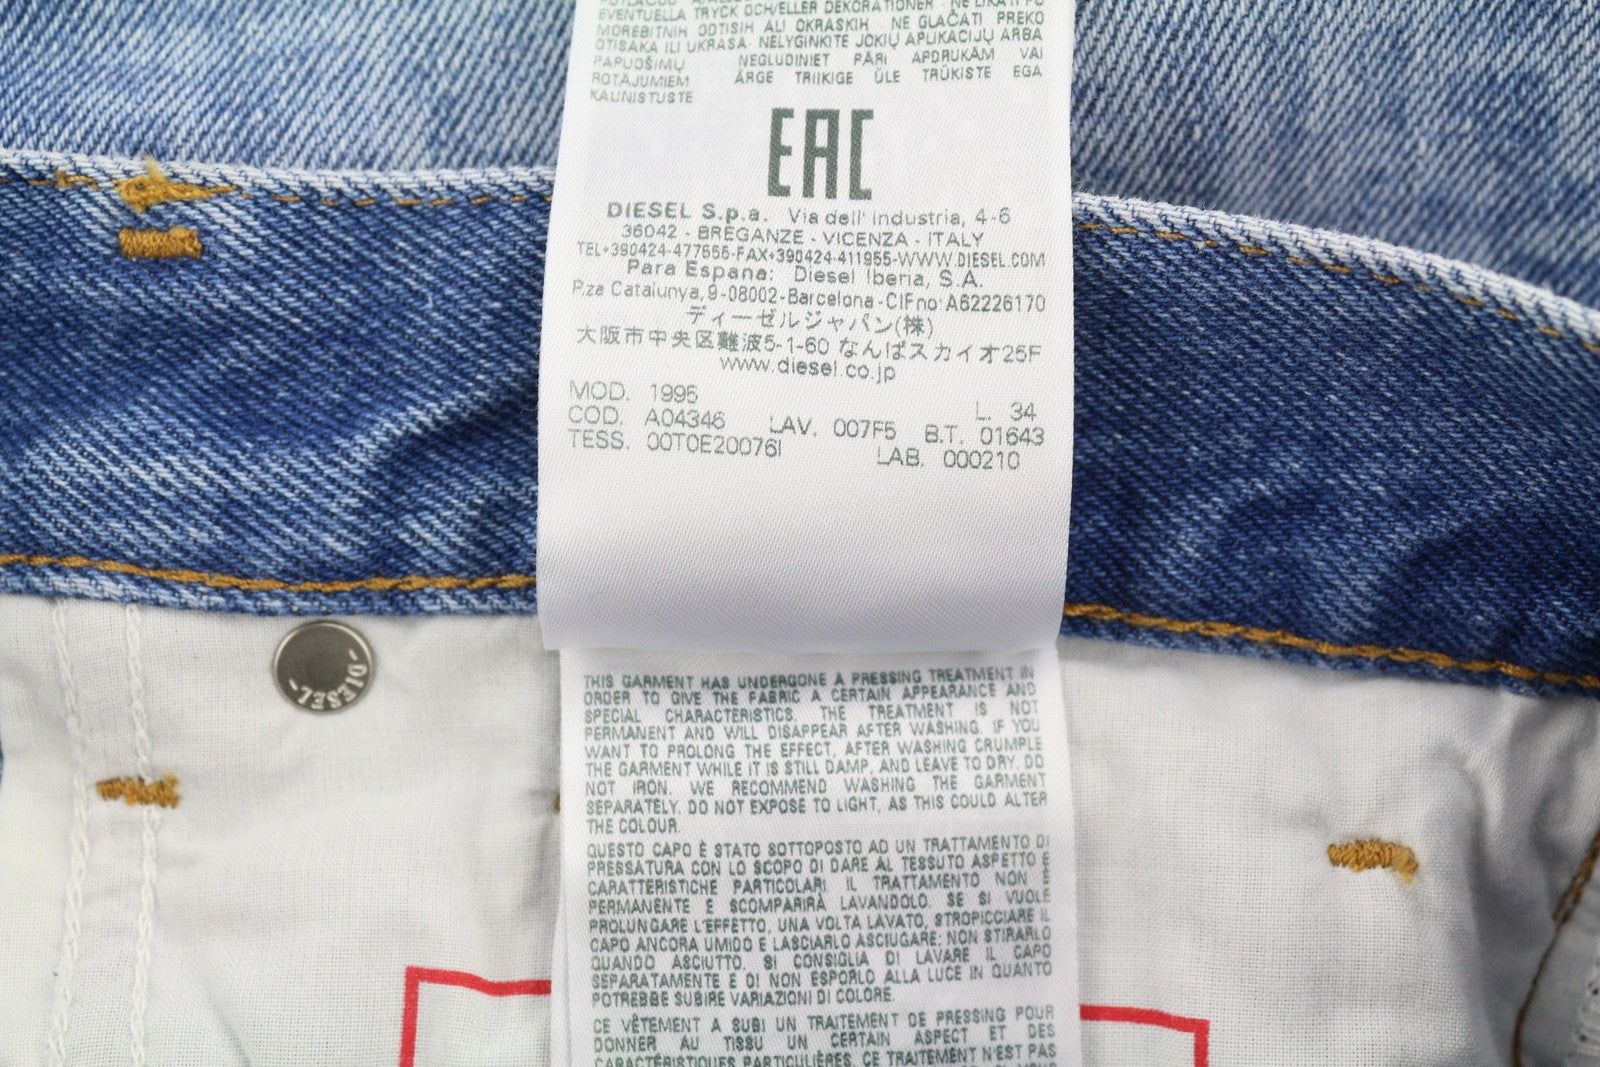 EVENTUELLA TRYCK OCH/ELLER DEKORATIONER - NE LIKATI PO
MOREBITNIH ODTISIH ALI OKRASKIH - NE GLAČATI PREKO
OTISAKA ILI UKRASA - NELYGINKITE JOKIŲ APLIKACIJŲ ARBA
PAPUOŠIMŲ NEGLUDINIET PĀRI APDRUKĀM VAI
ROTĀJUMIEM ÄRGE TRIIKIGE ÜLE TRÜKISTE EGA
KAUNISTUSTE
EAC
DIESEL S.p.a. Via dell' industria, 4-6
36042 - BREGANZE - VICENZA - ITALY
TEL+390424-477555-FAX+390424-411955-WWW.DIESEL.COM
Para Espana: Diesel Iberia, S.A.
P.za Catalunya, 9-08002-Barcelona-CIF no A62226170
ディーゼルジャパン(株)
大阪市中央区難波5-1-60 なんばスカイオ25F
www.diesel.co.jp
MOD. 1995 L. 34
COD. A04346 LAV. 007F5 B.T. 01643
TESS. 00T0E20076I LAB. 000210
DIESEL
THIS GARMENT HAS UNDERGONE A PRESSING TREATMENT IN
ORDER TO GIVE THE FABRIC A CERTAIN APPEARANCE AND
SPECIAL CHARACTERISTICS. THE TREATMENT IS NOT
PERMANENT AND WILL DISAPPEAR AFTER WASHING. IF YOU
WANT TO PROLONG THE EFFECT, AFTER WASHING CRUMPLE
THE GARMENT WHILE IT IS STILL DAMP, AND LEAVE TO DRY. DO
NOT IRON. WE RECOMMEND WASHING THE GARMENT
SEPARATELY. DO NOT EXPOSE TO LIGHT, AS THIS COULD ALTER
THE COLOUR.
QUESTO CAPO È STATO SOTTOPOSTO AD UN TRATTAMENTO DI
PRESSATURA CON LO SCOPO DI DARE AL TESSUTO ASPETTO E
CARATTERISTICHE PARTICOLARI. IL TRATTAMENTO NON È
PERMANENTE E SCOMPARIRÀ LAVANDOLO. SE SI VUOLE
PROLUNGARE L'EFFETTO, UNA VOLTA LAVATO, STROPICCIARE IL
CAPO ANCORA UMIDO E LASCIARLO ASCIUGARE; NON STIRARLO
QUANDO ASCIUTTO. SI CONSIGLIA DI LAVARE IL CAPO
SEPARATAMENTE E DI NON ESPORLO ALLA LUCE IN QUANTO
POTREBBE SUBIRE VARIAZIONI DI COLORE.
CE VÊTEMENT A SUBI UN TRAITEMENT DE PRESSING POUR
DONNER AU TISSU UN CERTAIN ASPECT ET DES
CARACTÉRISTIQUES PARTICULIÈRES. CE TRAITEMENT N'EST PAS